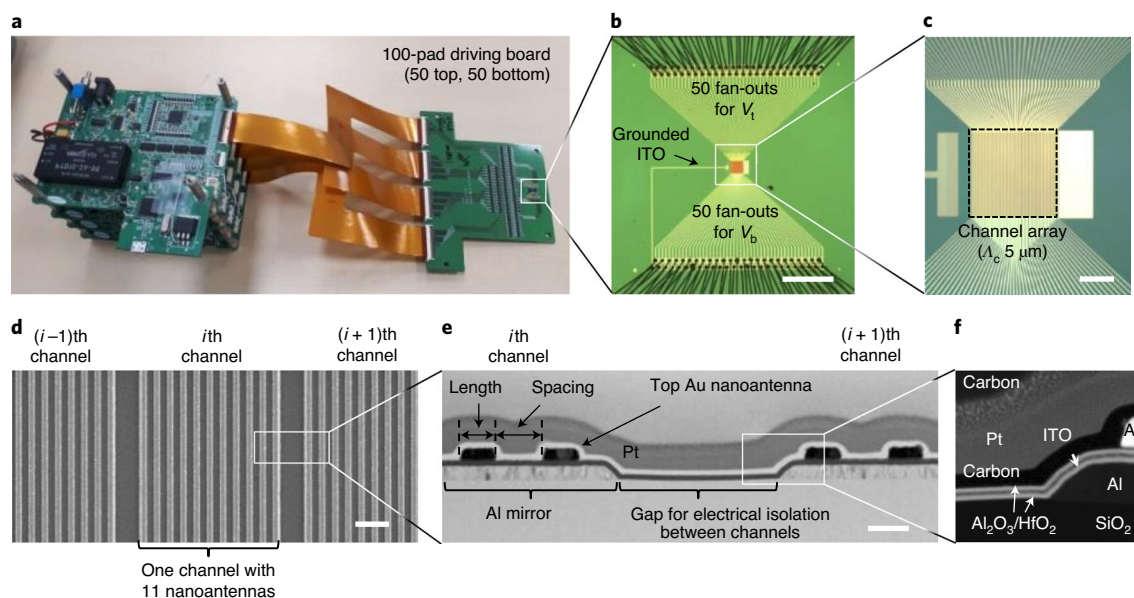 a
100-pad driving board
(50 top, 50 bottom)
b
50 fan-outs
for Vt
Grounded
ITO
50 fan-outs
for Vb
c
Channel array
(Λc 5 μm)
d
(i –1)th
channel
ith
channel
(i + 1)th
channel
One channel with
11 nanoantennas
e
ith
channel
(i + 1)th
channel
Length
Spacing
Top Au nanoantenna
Pt
Al mirror
Gap for electrical isolation
between channels
f
Carbon
Pt
ITO
Carbon
Al
Al2O3/HfO2
SiO2